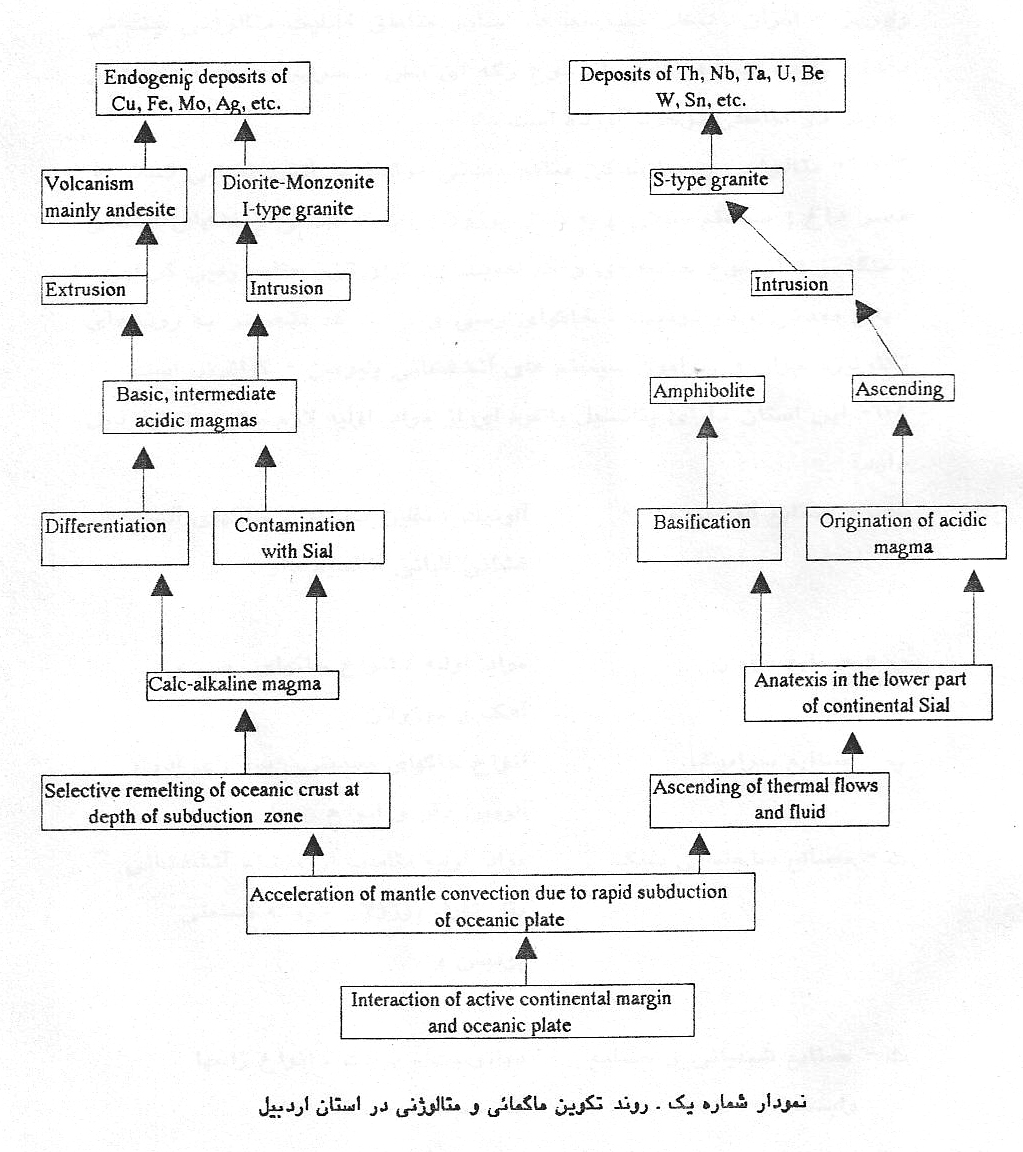 Endogenic deposits of
Cu, Fe, Mo, Ag, etc.
Deposits of Th, Nb, Ta, U, Be
W, Sn, etc.
Volcanism
mainly andesite
Diorite-Monzonite
I-type granite
S-type granite
Extrusion
Intrusion
Intrusion
Basic, intermediate
acidic magmas
Amphibolite
Ascending
Differentiation
Contamination
with Sial
Basification
Origination of acidic
magma
Calc-alkaline magma
Anatexis in the lower part
of continental Sial
Selective remelting of oceanic crust at
depth of subduction zone
Ascending of thermal flows
and fluid
Acceleration of mantle convection due to rapid subduction
of oceanic plate
Interaction of active continental margin
and oceanic plate
نمودار شماره یک . روند تکوین ماگمائی و متالوژنی در استان اردبیل